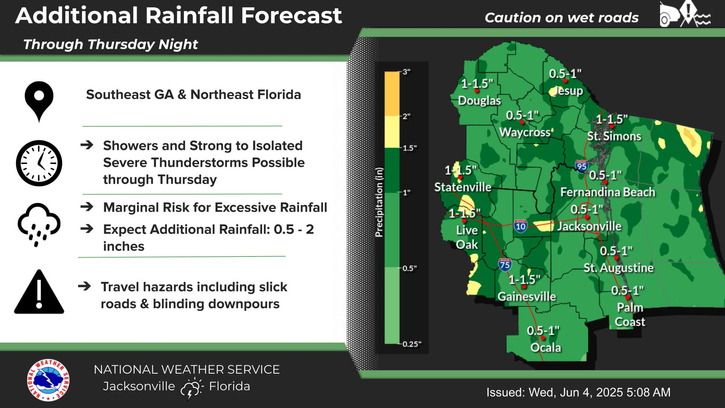 Additional Rainfall Forecast
Caution on wet roads
Through Thursday Night
Southeast GA & Northeast Florida
Showers and Strong to Isolated
Severe Thunderstorms Possible
through Thursday
Marginal Risk for Excessive Rainfall
Expect Additional Rainfall: 0.5 - 2
inches
Travel hazards including slick
roads & blinding downpours
Precipitation (in)
3"
2"
1.5"
1"
0.5"
0.25"
1-1.5"
Douglas
0.5-1"
Jesup
0.5-1"
Waycross
1-1.5"
St. Simons
95
1-1.5"
Statenville
0.5-1"
Fernandina Beach
1-1.5"
Live
Oak
10
0.5-1"
Jacksonville
75
0.5-1"
St. Augustine
1-1.5"
Gainesville
0.5-1"
Palm
Coast
0.5-1"
Ocala
NATIONAL WEATHER SERVICE
NATIONAL WEATHER SERVICE
Jacksonville Florida
Issued: Wed, Jun 4, 2025 5:08 AM